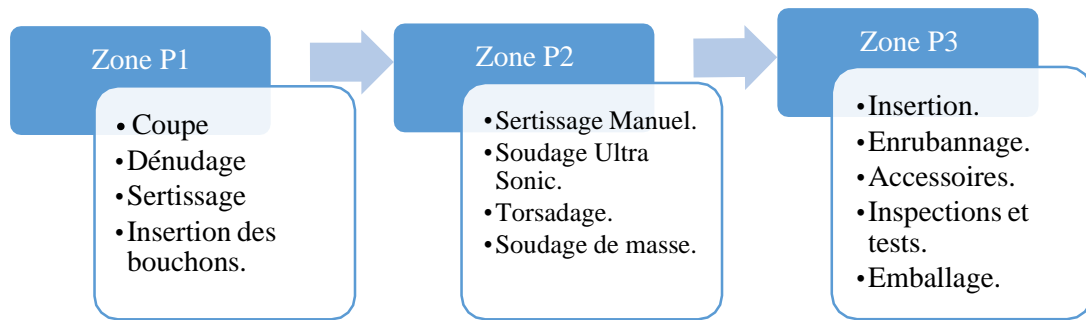 Zone P1
• Coupe
•Dénudage
•Sertissage
•Insertion des
bouchons.
Zone P2
•Sertissage Manuel.
•Soudage Ultra
Sonic.
•Torsadage.
•Soudage de masse.
Zone P3
•Insertion.
•Enrubannage.
•Accessoires.
•Inspections et
tests.
•Emballage.